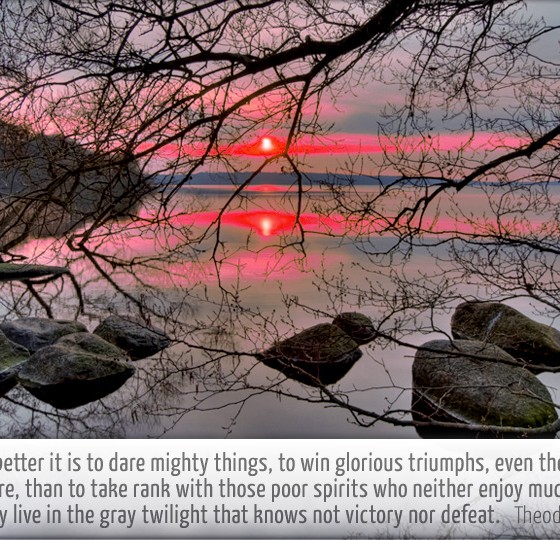 better it is to dare mighty things, to win glorious triumphs, even tho
re, than to take rank with those poor spirits who neither enjoy muc
y live in the gray twilight that knows not victory nor defeat. Theod